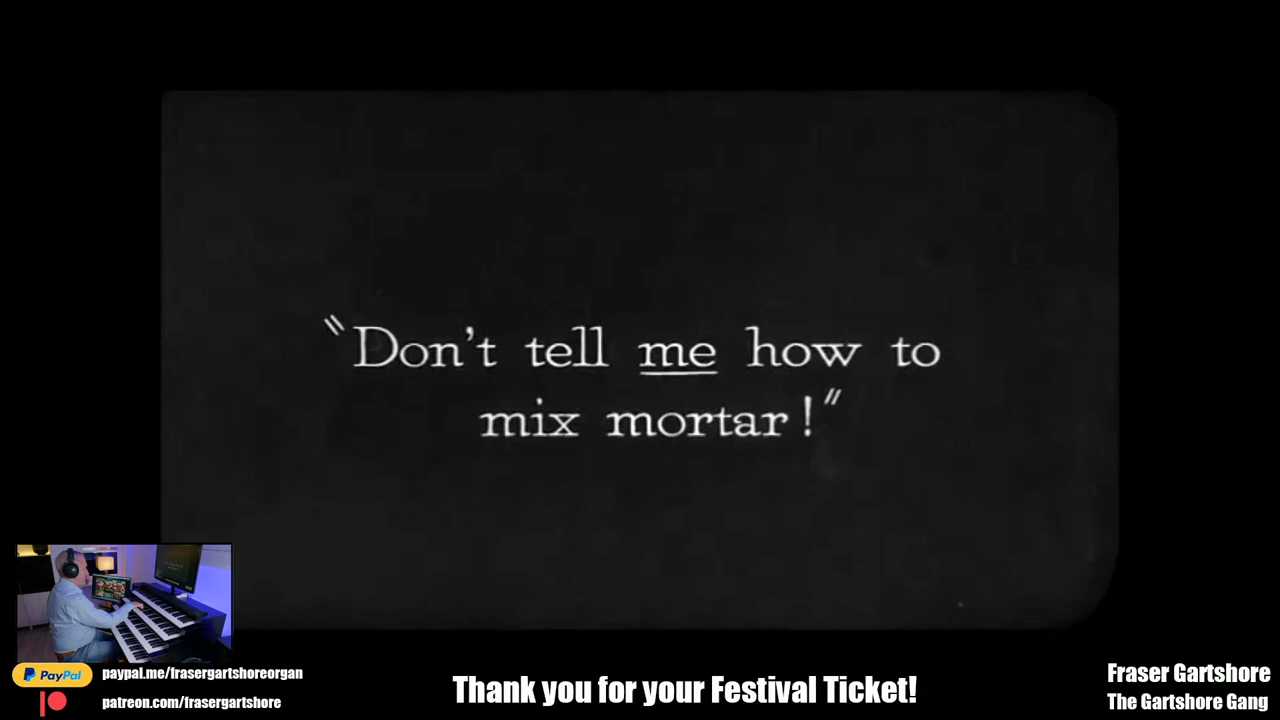 "Don't tell me how to
mix mortar!"
PayPal
paypal.me/frasergartshoreorgan
patreon.com/frasergartshore
Thank you for your Festival Ticket!
Fraser Gartshore
The Gartshore Gang